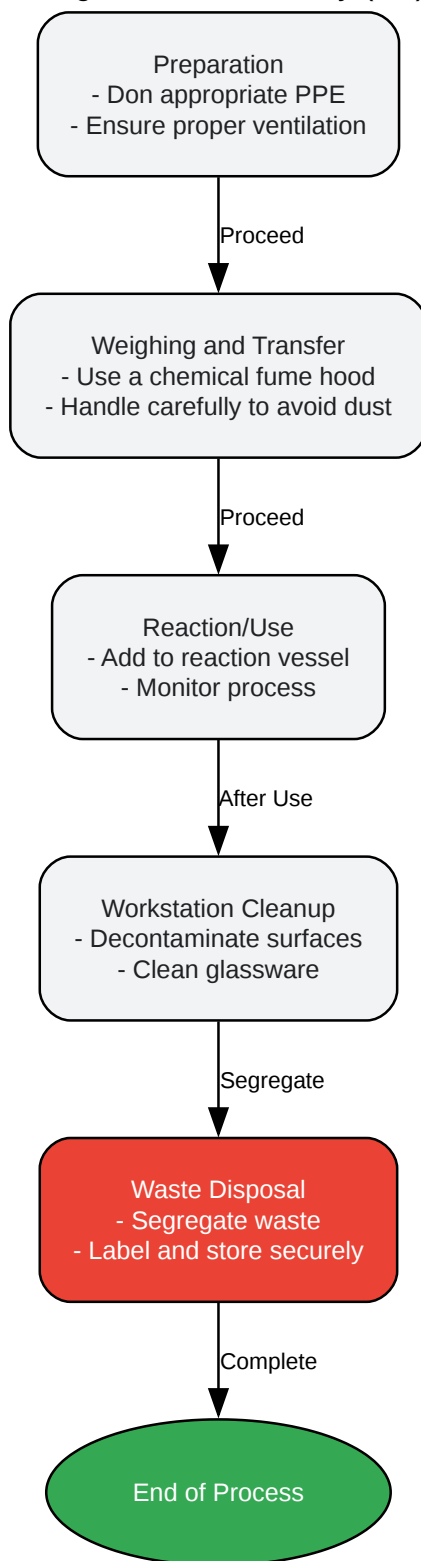 Preparation
- Don appropriate PPE
- Ensure proper ventilation
Proceed
Weighing and Transfer
- Use a chemical fume hood
- Handle carefully to avoid dust
Proceed
Reaction/Use
- Add to reaction vessel
- Monitor process
After Use
Workstation Cleanup
- Decontaminate surfaces
- Clean glassware
Segregate
Waste Disposal
- Segregate waste
- Label and store securely
Complete
End of Process